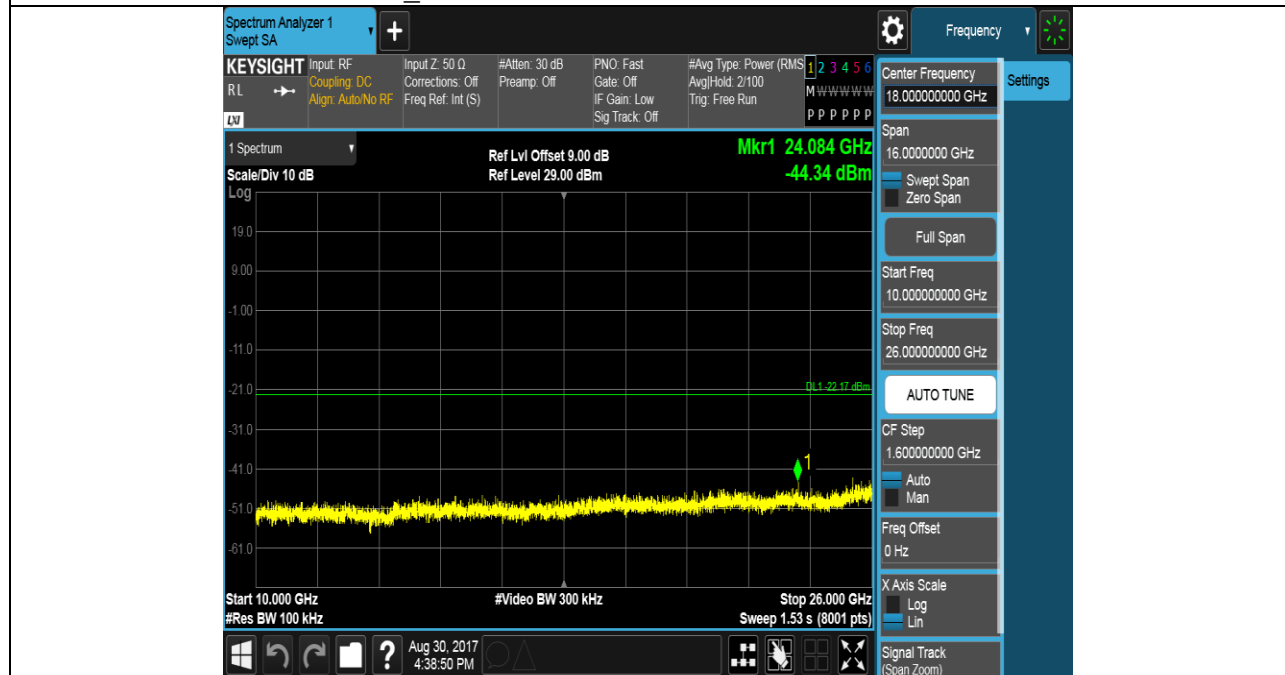 Spectrum Analyzer 1
Swept SA
+
Frequency
KEYSIGHT
RL
LXI
Input: RF
Coupling: DC
Align: Auto/No RF
Input Z: 50 Ω
Corrections: Off
Freq Ref: Int (S)
#Atten: 30 dB
Preamp: Off
PNO: Fast
Gate: Off
IF Gain: Low
Sig Track: Off
#Avg Type: Power (RMS
Avg|Hold: 2/100
Trig: Free Run
1 2 3 4 5 6
M W W W W W
P P P P P P
1 Spectrum
Scale/Div 10 dB
Log
Ref Lvl Offset 9.00 dB
Ref Level 29.00 dBm
Mkr1 24.084 GHz
-44.34 dBm
19.0
9.00
-1.00
-11.0
-21.0
DL1 -22.17 dBm
-31.0
-41.0
1
-51.0
-61.0
Start 10.000 GHz
#Res BW 100 kHz
#Video BW 300 kHz
Stop 26.000 GHz
Sweep 1.53 s (8001 pts)
?
Aug 30, 2017
4:38:50 PM
Center Frequency
18.000000000 GHz
Settings
Span
16.0000000 GHz
Swept Span
Zero Span
Full Span
Start Freq
10.000000000 GHz
Stop Freq
26.000000000 GHz
AUTO TUNE
CF Step
1.600000000 GHz
Auto
Man
Freq Offset
0 Hz
X Axis Scale
Log
Lin
Signal Track
(Span Zoom)